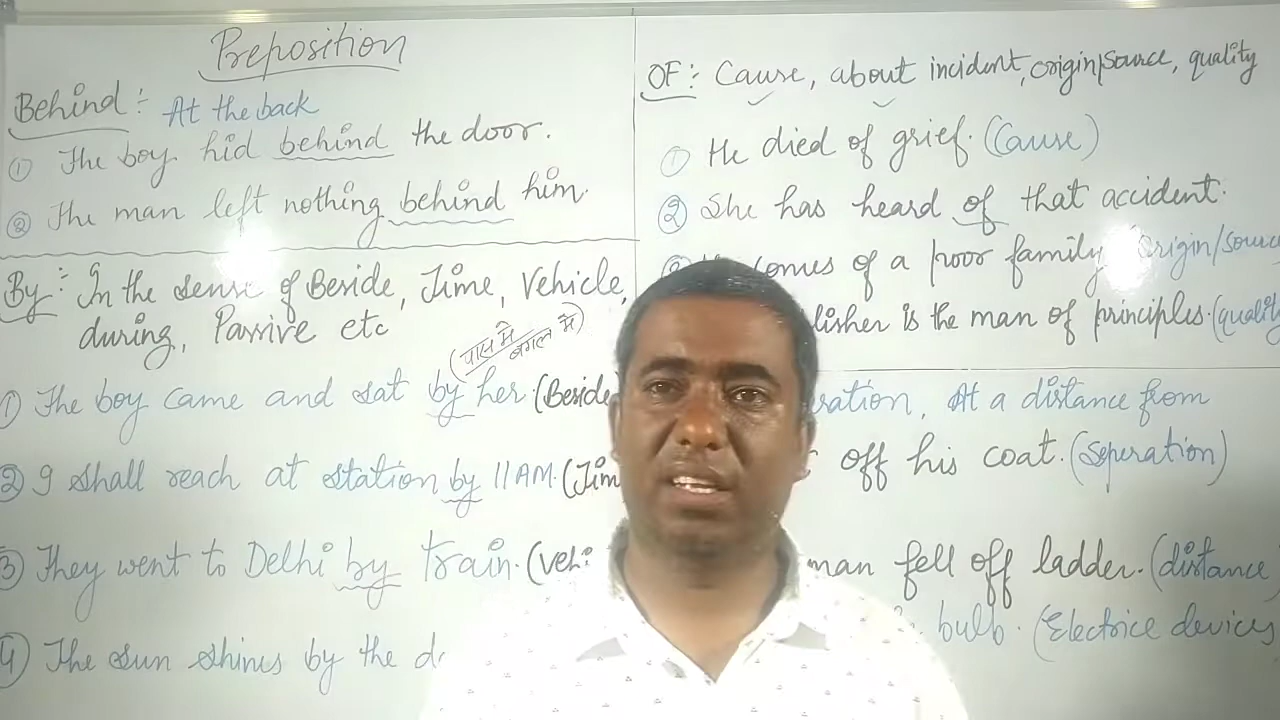 Preposition
Behind :- At the back
① The boy hid behind the door.
② The man left nothing behind him.
By :- In the sense of Beside, Time, Vehicle,
during, Passive etc
(पास में
बगल में)
① The boy came and sat by her. (Beside
② I shall reach at station by 11 AM. (Tim
③ They went to Delhi by train. (Vehi
④ The sun shines by the d
OF :- Cause, about incident, origin/source, quality
① He died of grief. (Cause)
② She has heard of that accident.
comes of a poor family (origin/sourc
lisher is the man of principles. (quality
ration, At a distance from
off his coat. (Seperation)
man fell off ladder. (distance
bulb. (Electrice devices